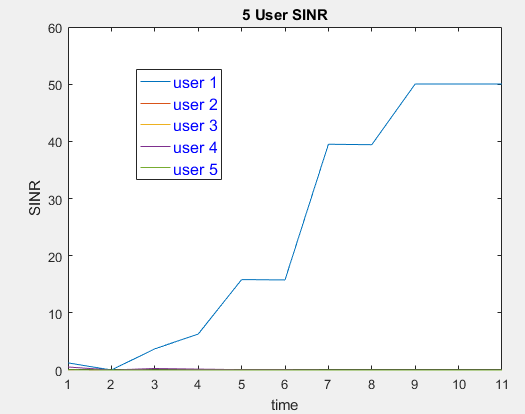 5 User SINR
60
50
40
30
20
10
0
SINR
user 1
user 2
user 3
user 4
user 5
1 2 3 4 5 6 7 8 9 10 11
time